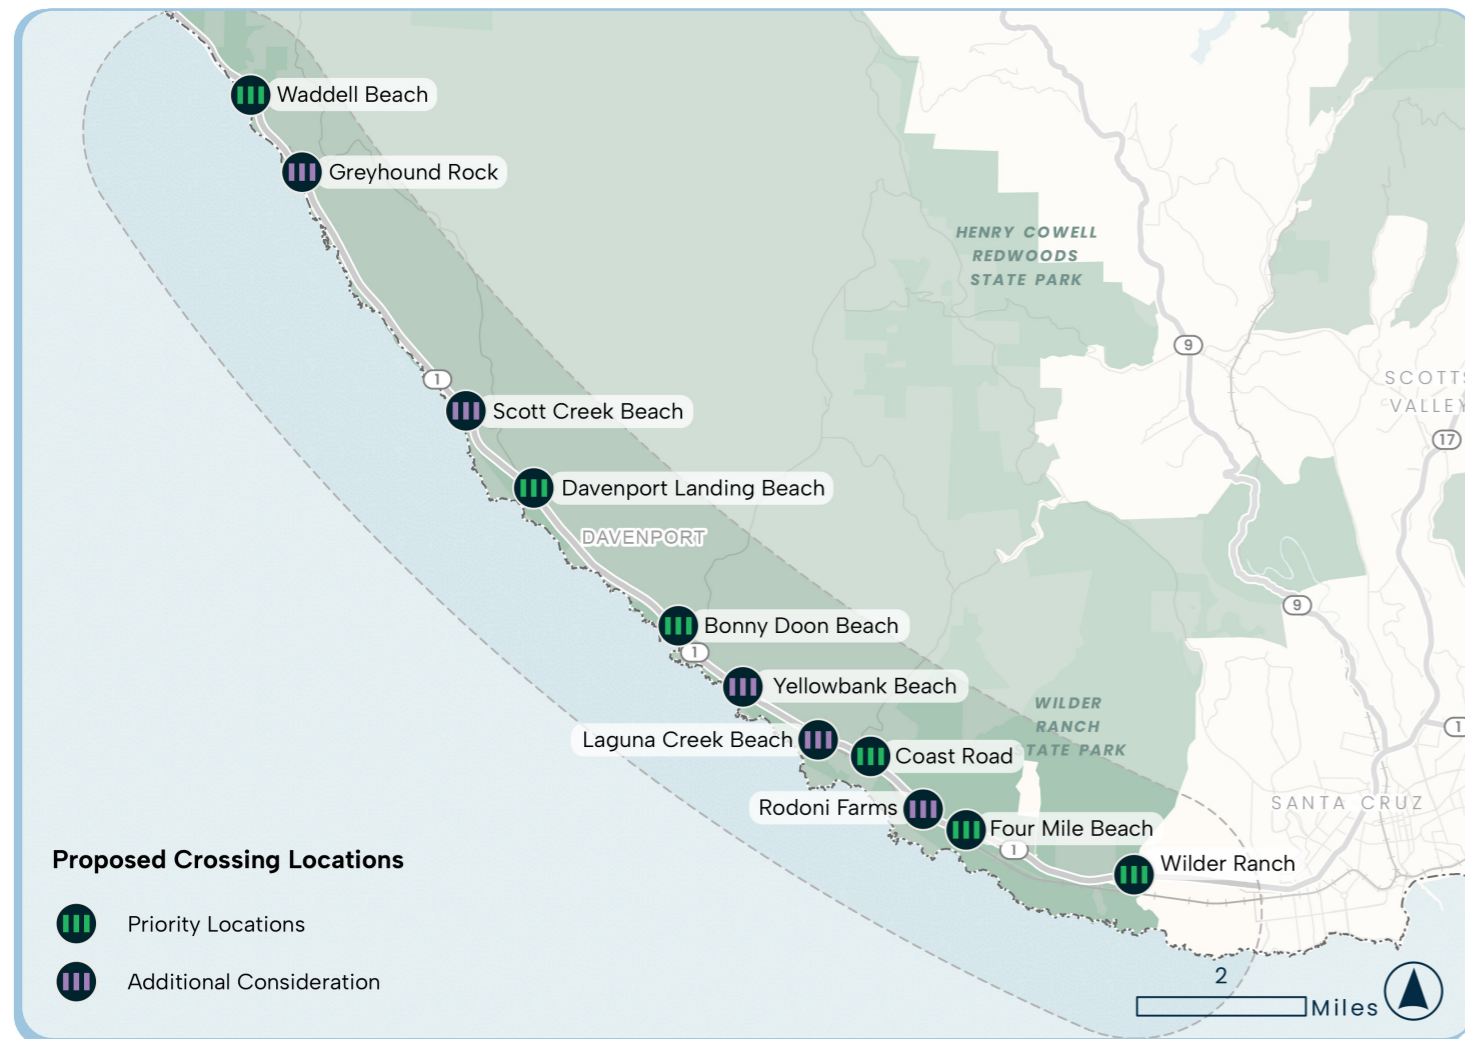 Waddell Beach
Greyhound Rock
HENRY COWELL
REDWOODS
STATE PARK
9
SCOTTS
VALLEY
1
Scott Creek Beach
17
Davenport Landing Beach
DAVENPORT
9
Bonny Doon Beach
1
Yellowbank Beach
WILDER
RANCH
STATE PARK
1
Laguna Creek Beach
Coast Road
SANTA CRUZ
Rodoni Farms
Four Mile Beach
1
Wilder Ranch
Proposed Crossing Locations
Priority Locations
Additional Consideration
2
Miles